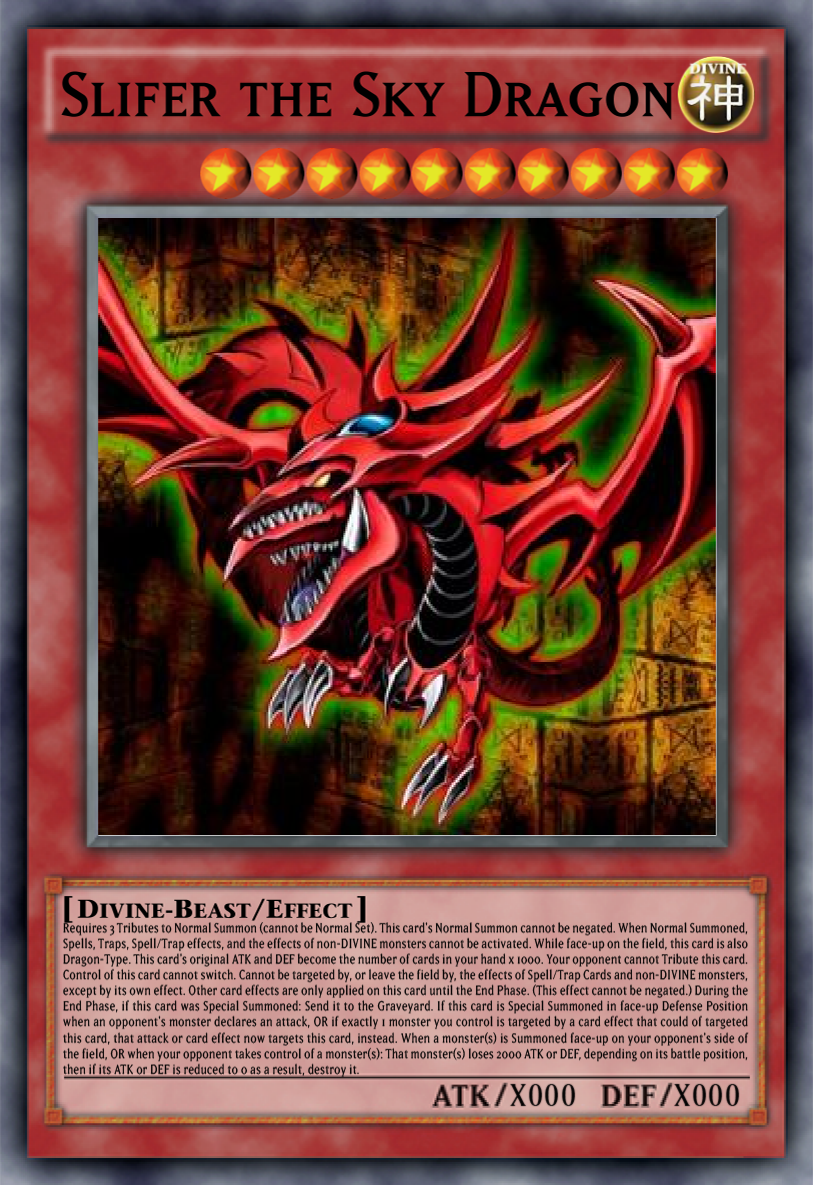 Slifer the Sky Dragon
DIVINE
神
[ Divine-Beast/Effect ]
Requires 3 Tributes to Normal Summon (cannot be Normal Set). This card's Normal Summon cannot be negated. When Normal Summoned,
Spells, Traps, Spell/Trap effects, and the effects of non-DIVINE monsters cannot be activated. While face-up on the field, this card is also
Dragon-Type. This card's original ATK and DEF become the number of cards in your hand x 1000. Your opponent cannot Tribute this card.
Control of this card cannot switch. Cannot be targeted by, or leave the field by, the effects of Spell/Trap Cards and non-DIVINE monsters,
except by its own effect. Other card effects are only applied on this card until the End Phase. (This effect cannot be negated.) During the
End Phase, if this card was Special Summoned: Send it to the Graveyard. If this card is Special Summoned in face-up Defense Position
when an opponent's monster declares an attack, OR if exactly 1 monster you control is targeted by a card effect that could of targeted
this card, that attack or card effect now targets this card, instead. When a monster(s) is Summoned face-up on your opponent's side of
the field, OR when your opponent takes control of a monster(s): That monster(s) loses 2000 ATK or DEF, depending on its battle position,
then if its ATK or DEF is reduced to 0 as a result, destroy it.
ATK/X000 DEF/X000